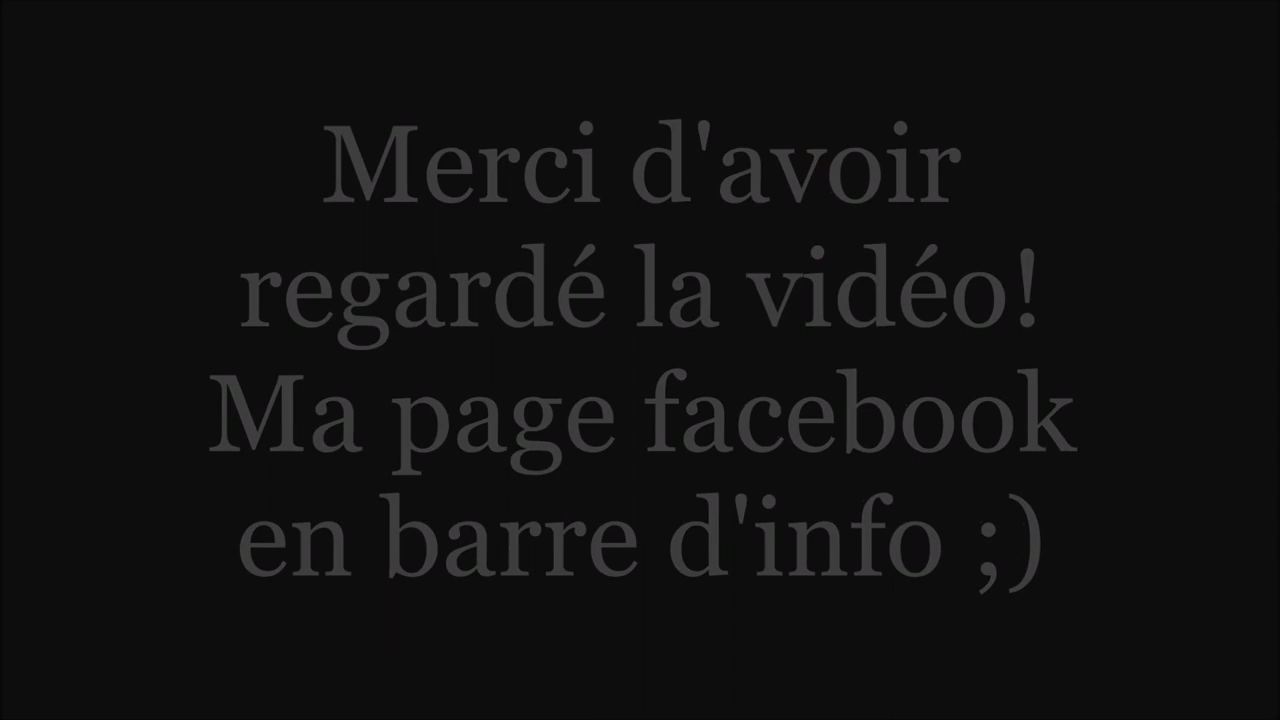 Merci d'avoir
regardé la vidéo!
Ma page facebook
en barre d'info ;)